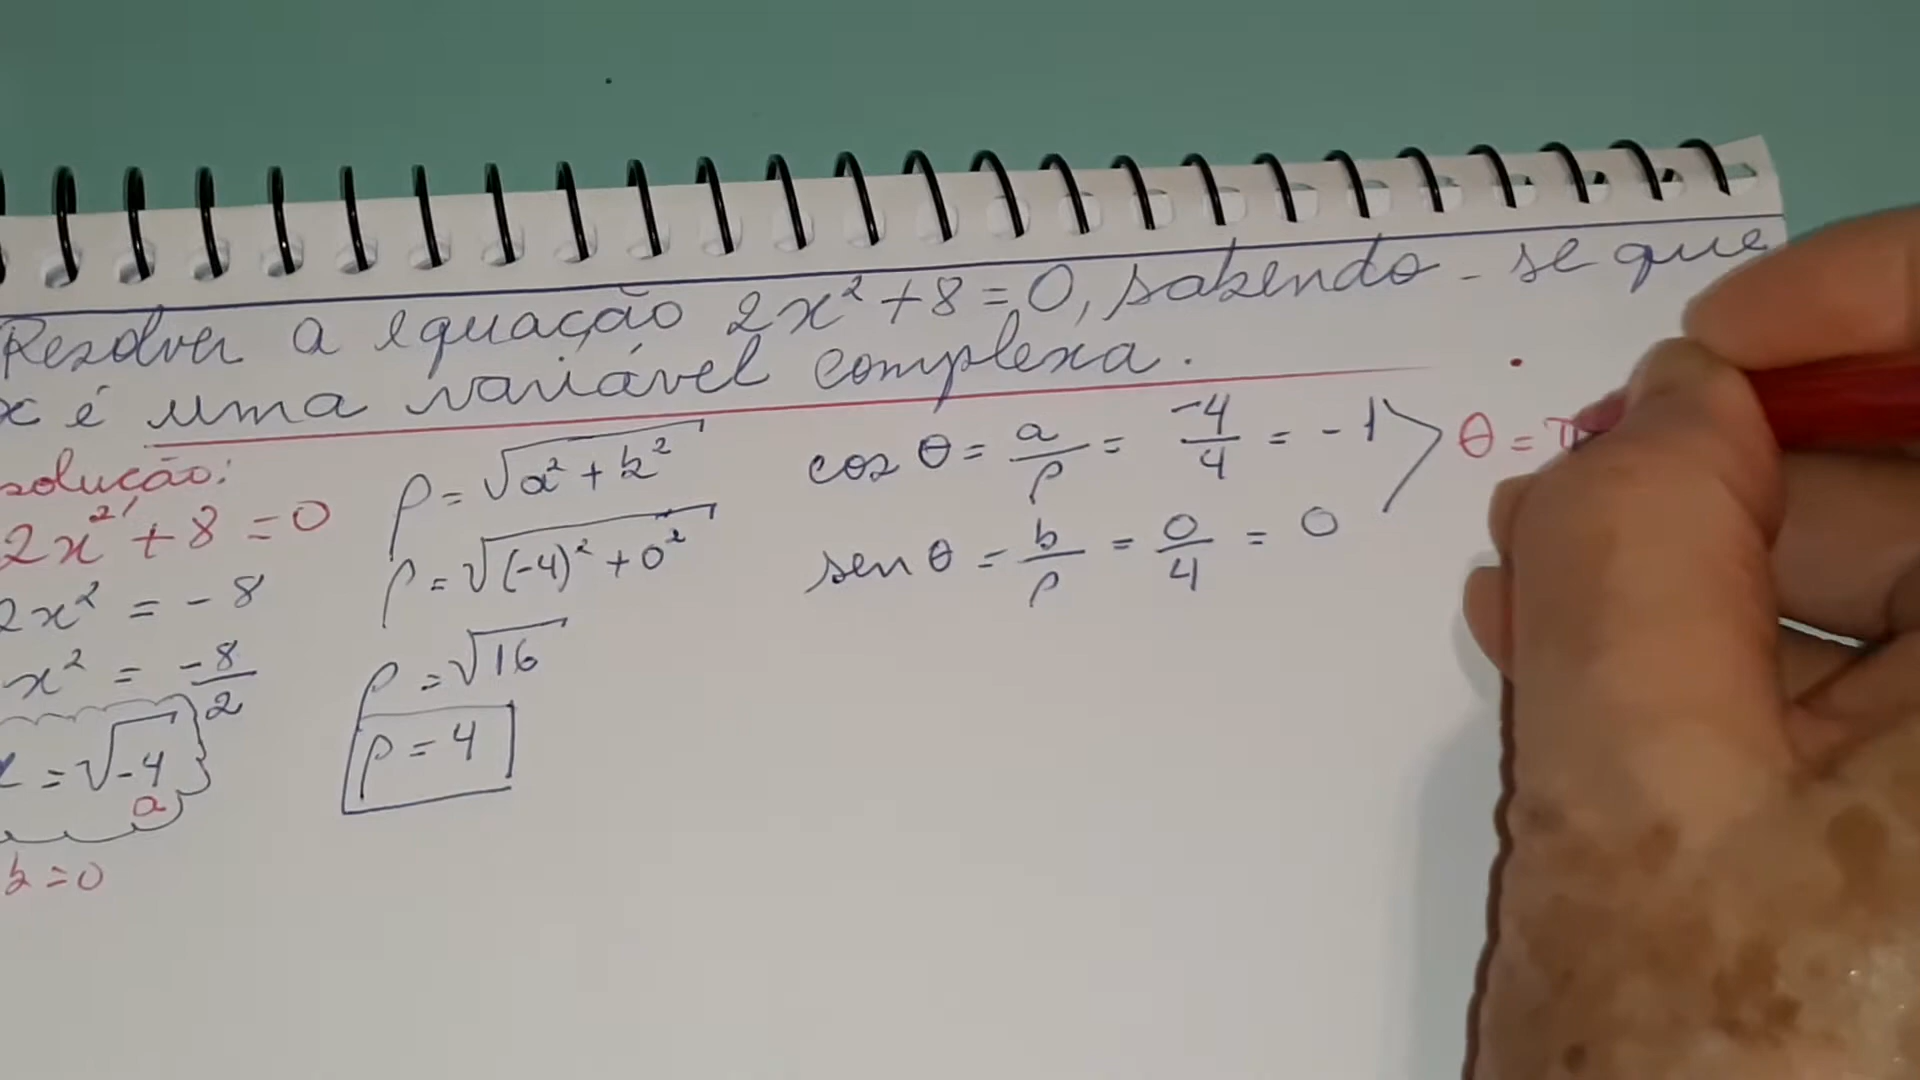 Resolver a equação 2x² + 8 = 0, sabendo-se que
x é uma variável complexa.
solução:
2x² + 8 = 0
2x² = -8
x² = -8/2
x = √-4
a
b = 0
ρ = √a² + b²
ρ = √(-4)² + 0²
ρ = √16
ρ = 4
cos θ = a/ρ = -4/4 = -1
sen θ = b/ρ = 0/4 = 0
θ = π